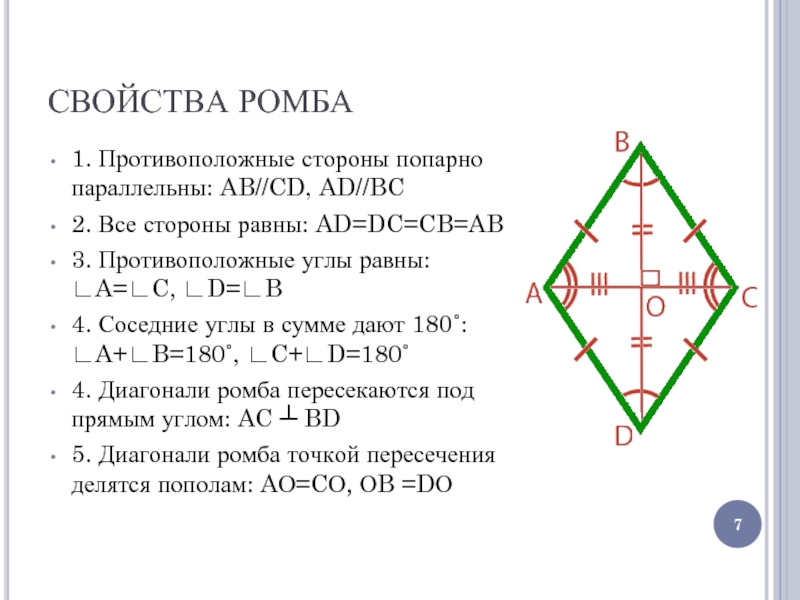 СВОЙСТВА РОМБА
• 1. Противоположные стороны попарно
параллельны: AB//CD, AD//BC
• 2. Все стороны равны: AD=DC=CB=AB
• 3. Противоположные углы равны:
∟A=∟C, ∟D=∟B
• 4. Соседние углы в сумме дают 180˚:
∟A+∟B=180˚, ∟C+∟D=180˚
• 4. Диагонали ромба пересекаются под
прямым углом: AC ┴ BD
• 5. Диагонали ромба точкой пересечения
делятся пополам: AO=CO, OB =DO
B
A
O
C
D
7